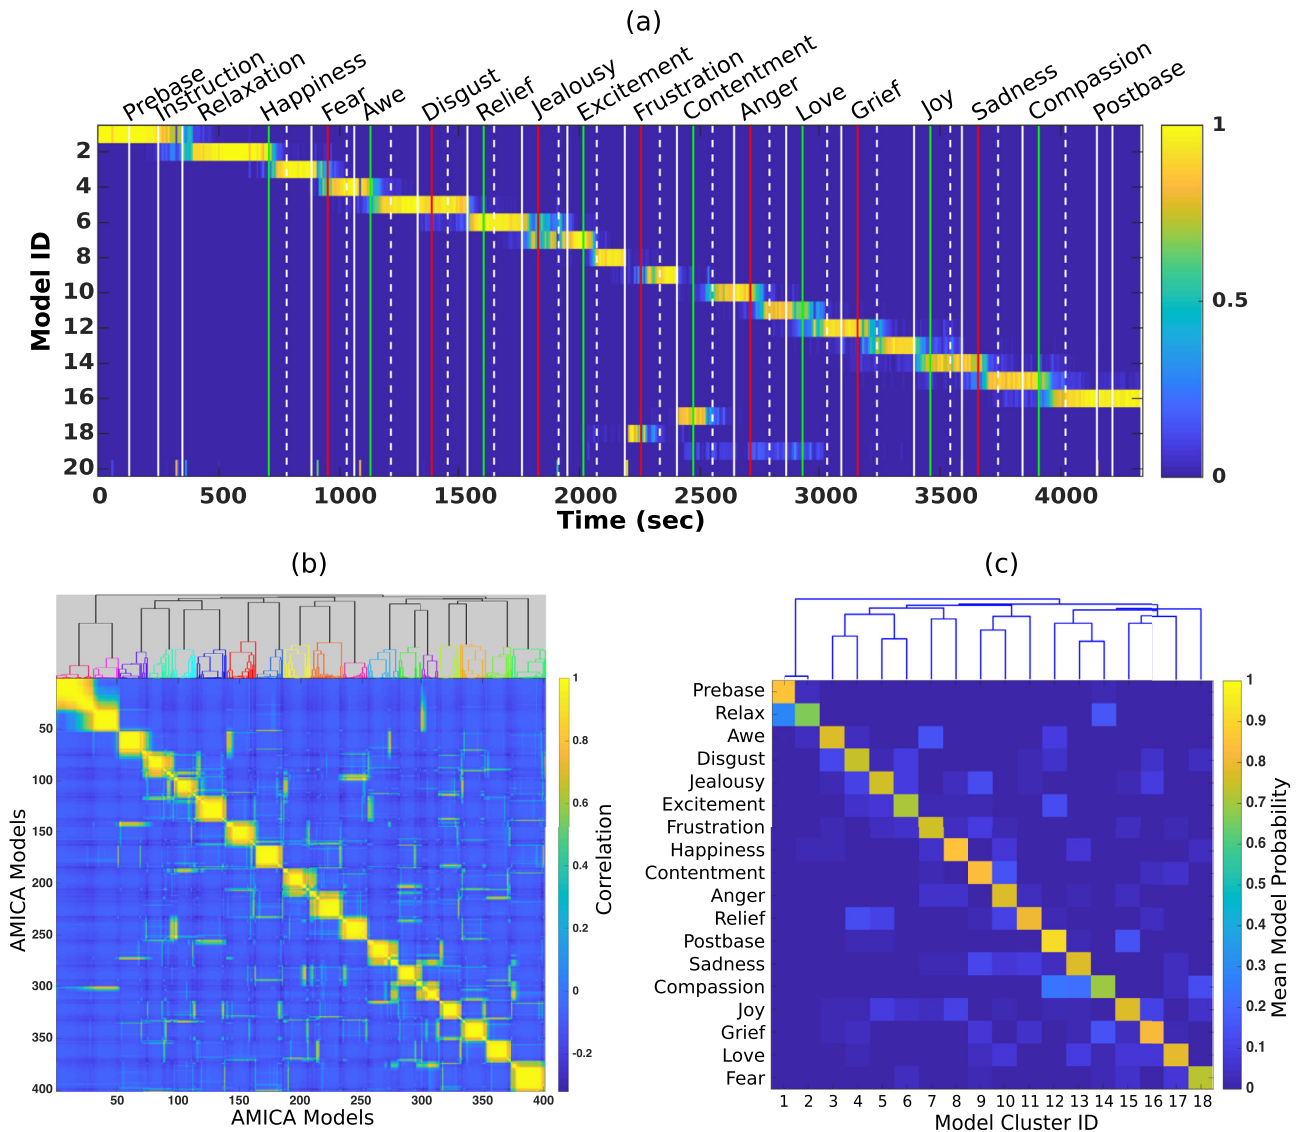 (a)
Prebase
Instruction
Relaxation
Happiness
Fear
Awe
Disgust
Relief
Jealousy
Excitement
Frustration
Contentment
Anger
Love
Grief
Joy
Sadness
Compassion
Postbase
Model ID
2
4
6
8
10
12
14
16
18
20
0 500 1000 1500 2000 2500 3000 3500 4000
Time (sec)
1
0.5
0
(b)
AMICA Models
50
100
150
200
250
300
350
400
50 100 150 200 250 300 350 400
AMICA Models
1
0.8
0.6
0.4
0.2
0
-0.2
Correlation
(c)
Prebase
Relax
Awe
Disgust
Jealousy
Excitement
Frustration
Happiness
Contentment
Anger
Relief
Postbase
Sadness
Compassion
Joy
Grief
Love
Fear
1 2 3 4 5 6 7 8 9 10 11 12 13 14 15 16 17 18
Model Cluster ID
1
0.9
0.8
0.7
0.6
0.5
0.4
0.3
0.2
0.1
0
Mean Model Probability